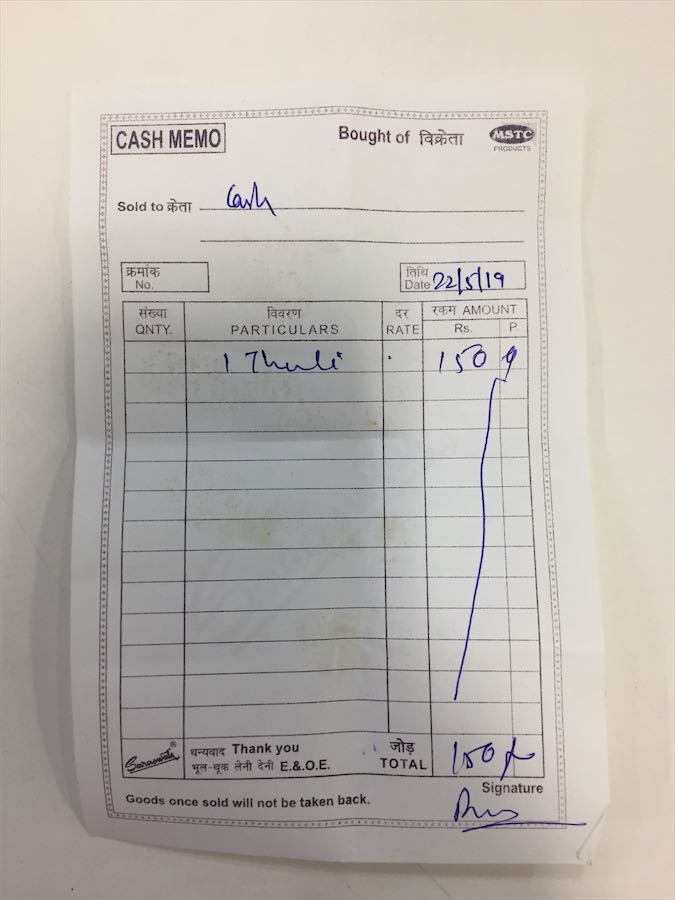 CASH MEMO
Bought of विक्रेता
MSTC
PRODUCTS
Sold to क्रेता Cash
क्रमांक
No.
तिथि
Date 22/5/19
संख्या विवरण दर रकम AMOUNT
QNTY. PARTICULARS RATE Rs. P.
1 Thali 150
धन्यवाद Thank you जोड़
भूल-चूक लेनी देनी E.&O.E. TOTAL 150
Saraswati®
Signature
Goods once sold will not be taken back.